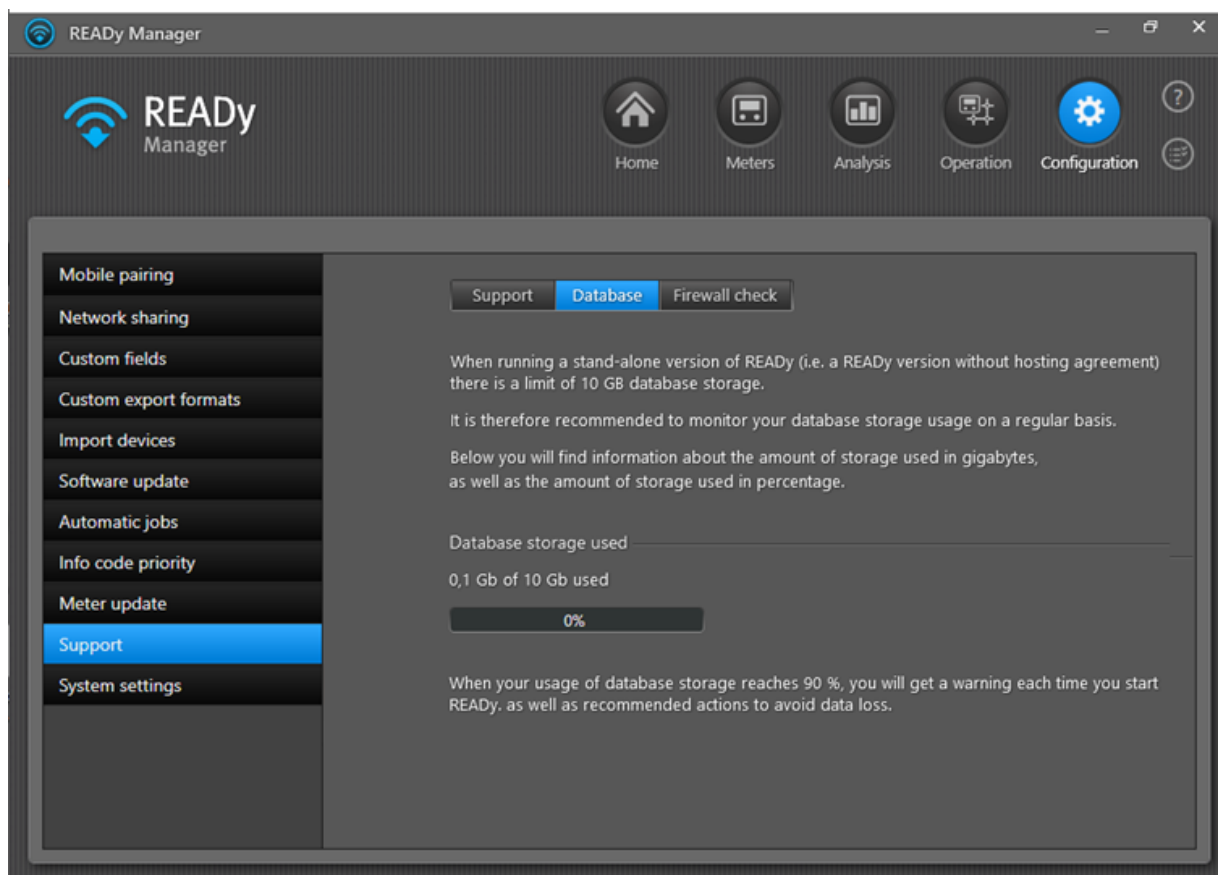 READy Manager
READy
Manager
Home
Meters
Analysis
Operation
Configuration
?
Mobile pairing
Network sharing
Custom fields
Custom export formats
Import devices
Software update
Automatic jobs
Info code priority
Meter update
Support
System settings
Support
Database
Firewall check
When running a stand-alone version of READy (i.e. a READy version without hosting agreement)
there is a limit of 10 GB database storage.
It is therefore recommended to monitor your database storage usage on a regular basis.
Below you will find information about the amount of storage used in gigabytes,
as well as the amount of storage used in percentage.
Database storage used
0,1 Gb of 10 Gb used
0%
When your usage of database storage reaches 90 %, you will get a warning each time you start
READy. as well as recommended actions to avoid data loss.